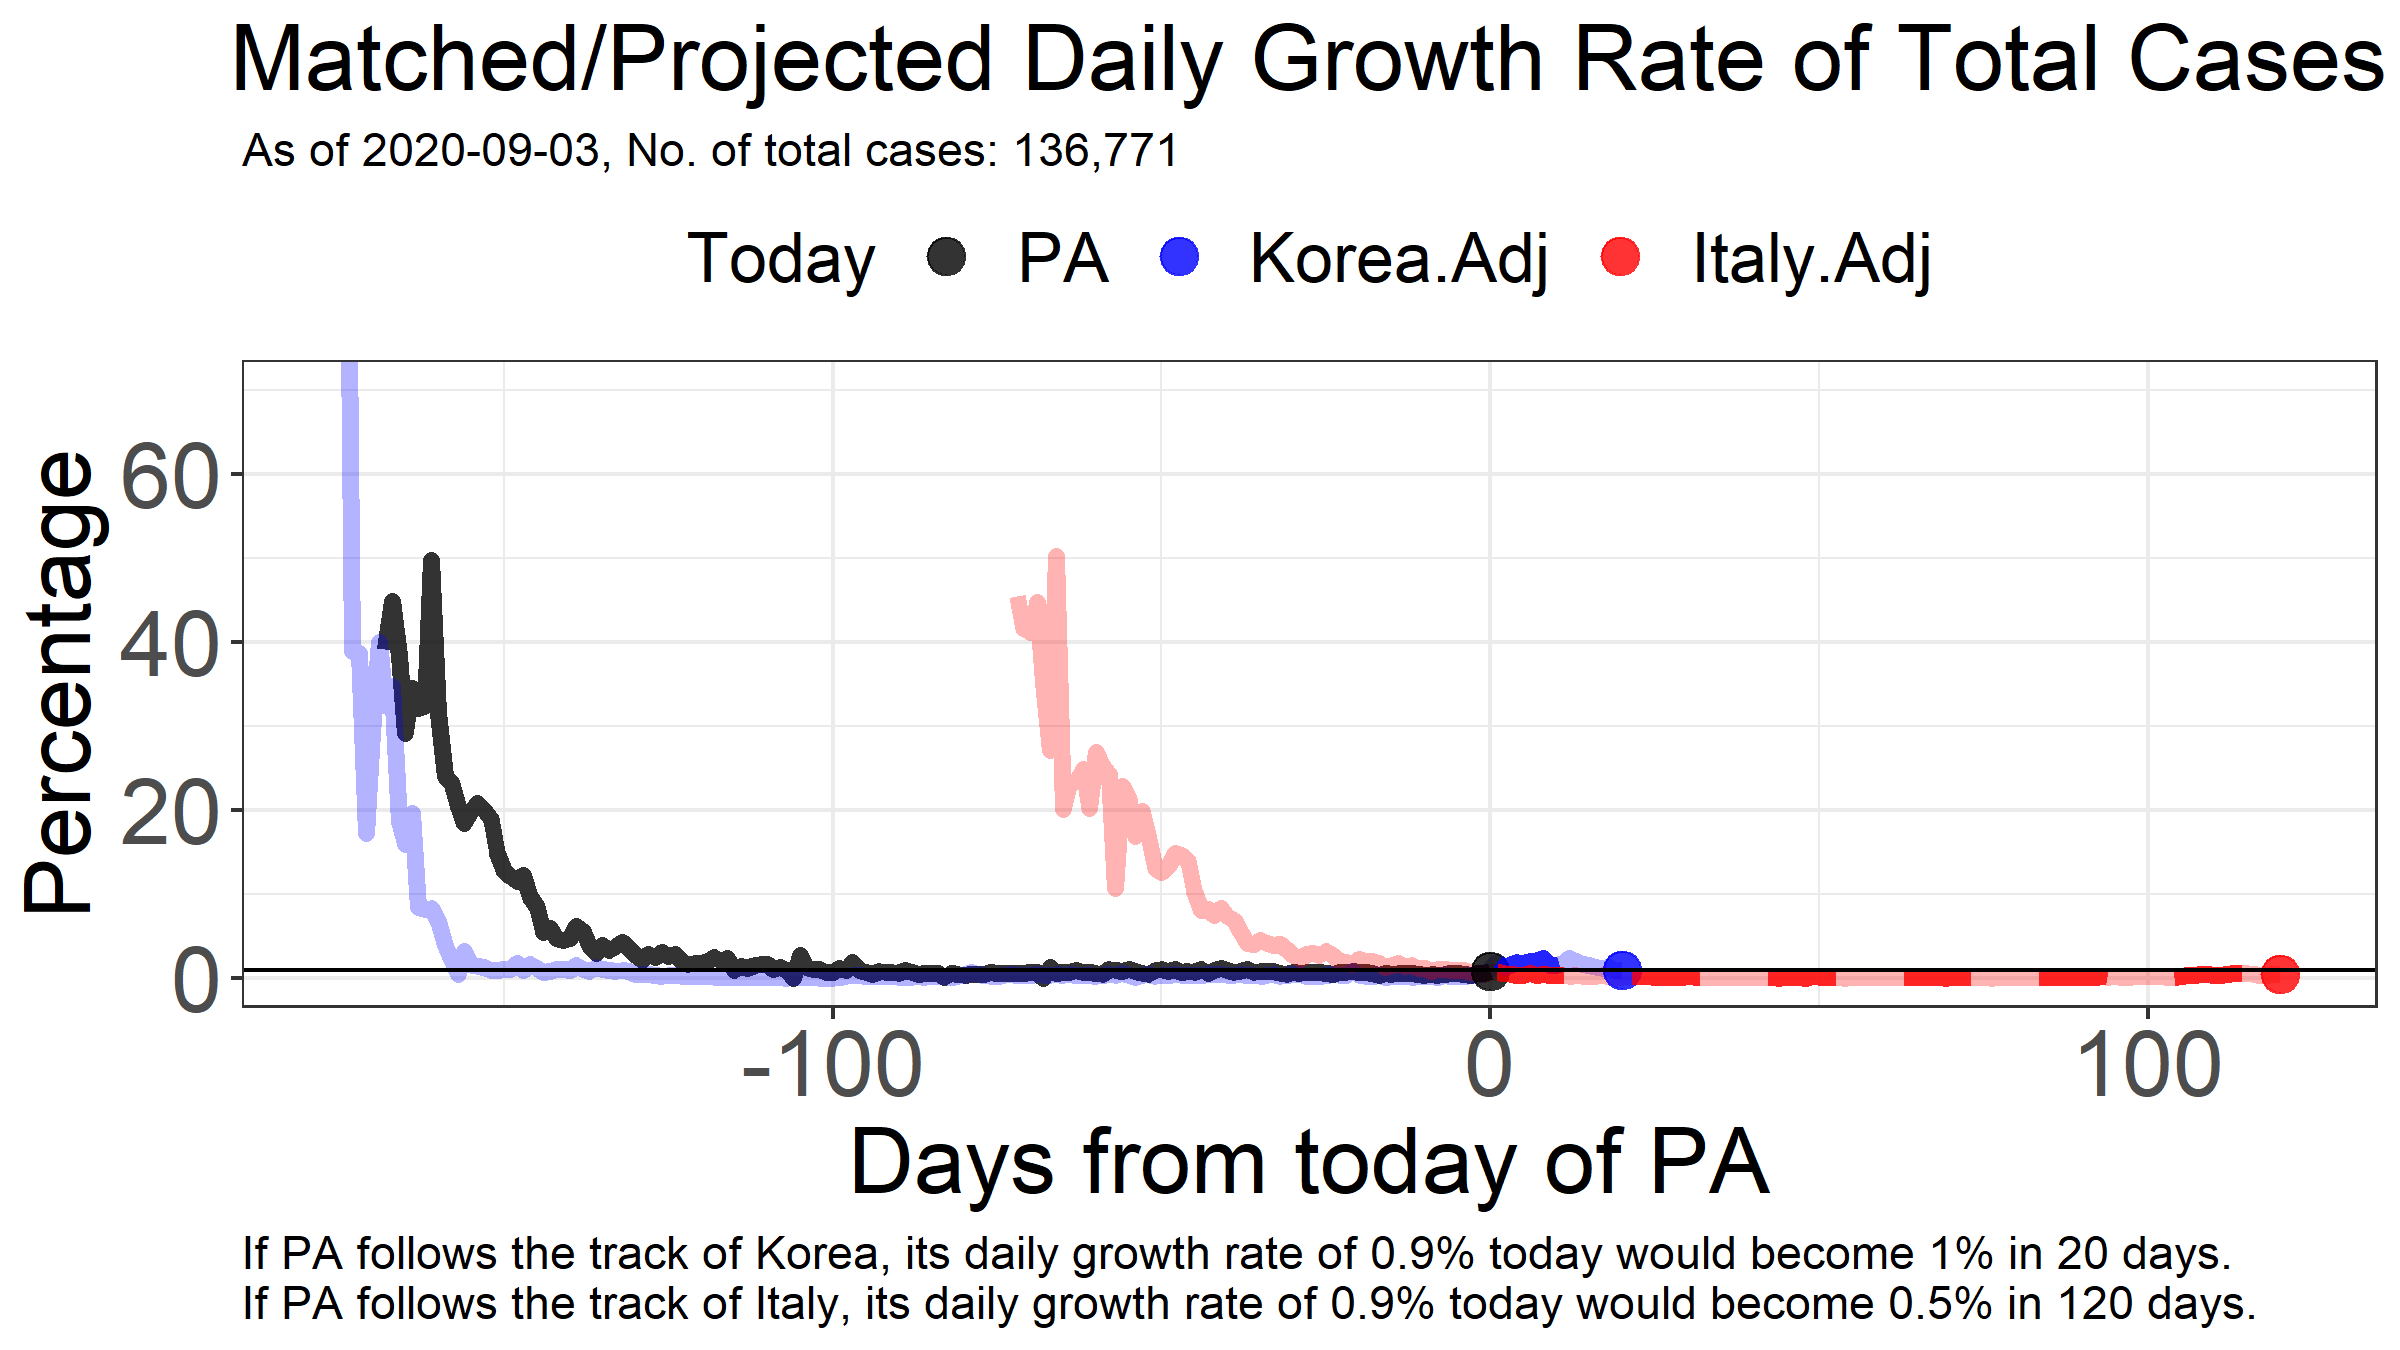 Matched/Projected Daily Growth Rate of Total Cases
As of 2020-09-03, No. of total cases: 136,771
Today PA Korea.Adj Italy.Adj
Percentage
60
40
20
0
-100 0 100
Days from today of PA
If PA follows the track of Korea, its daily growth rate of 0.9% today would become 1% in 20 days.
If PA follows the track of Italy, its daily growth rate of 0.9% today would become 0.5% in 120 days.